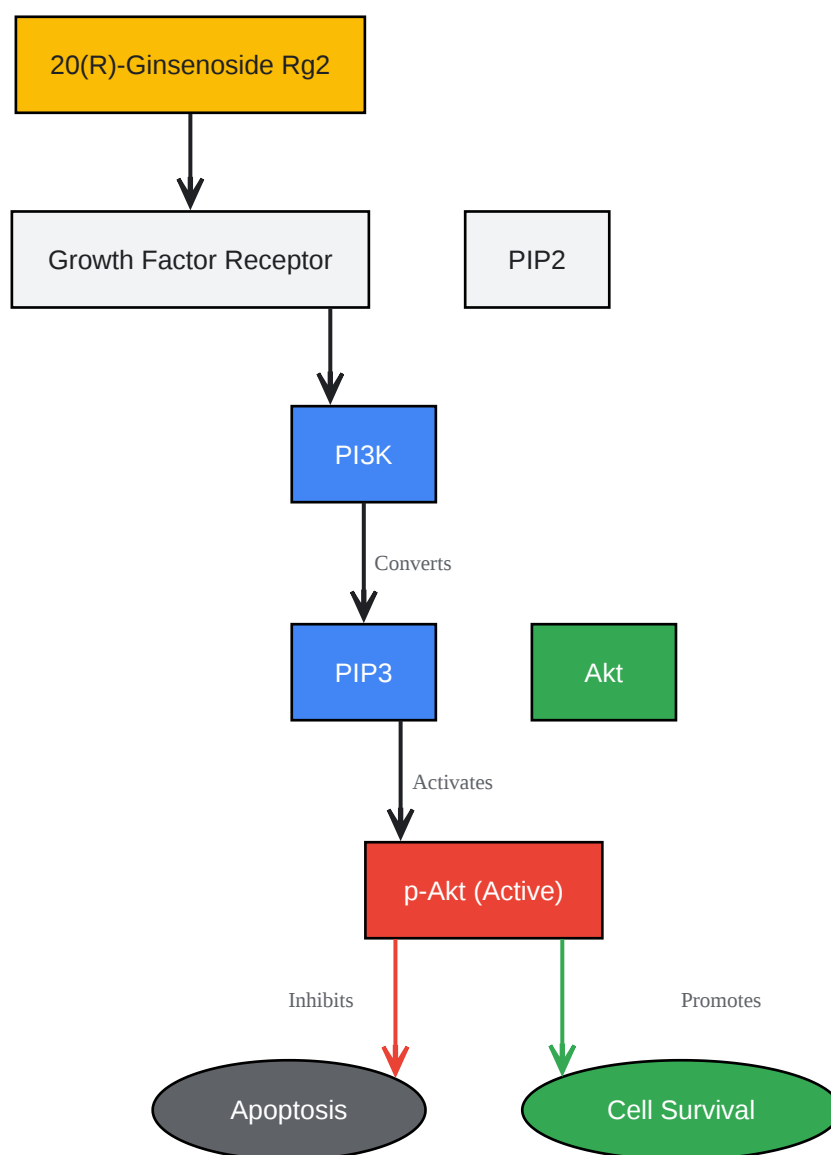 20(R)-Ginsenoside Rg2
Growth Factor Receptor
PIP2
PI3K
Converts
PIP3
Akt
Activates
p-Akt (Active)
Inhibits
Promotes
Apoptosis
Cell Survival